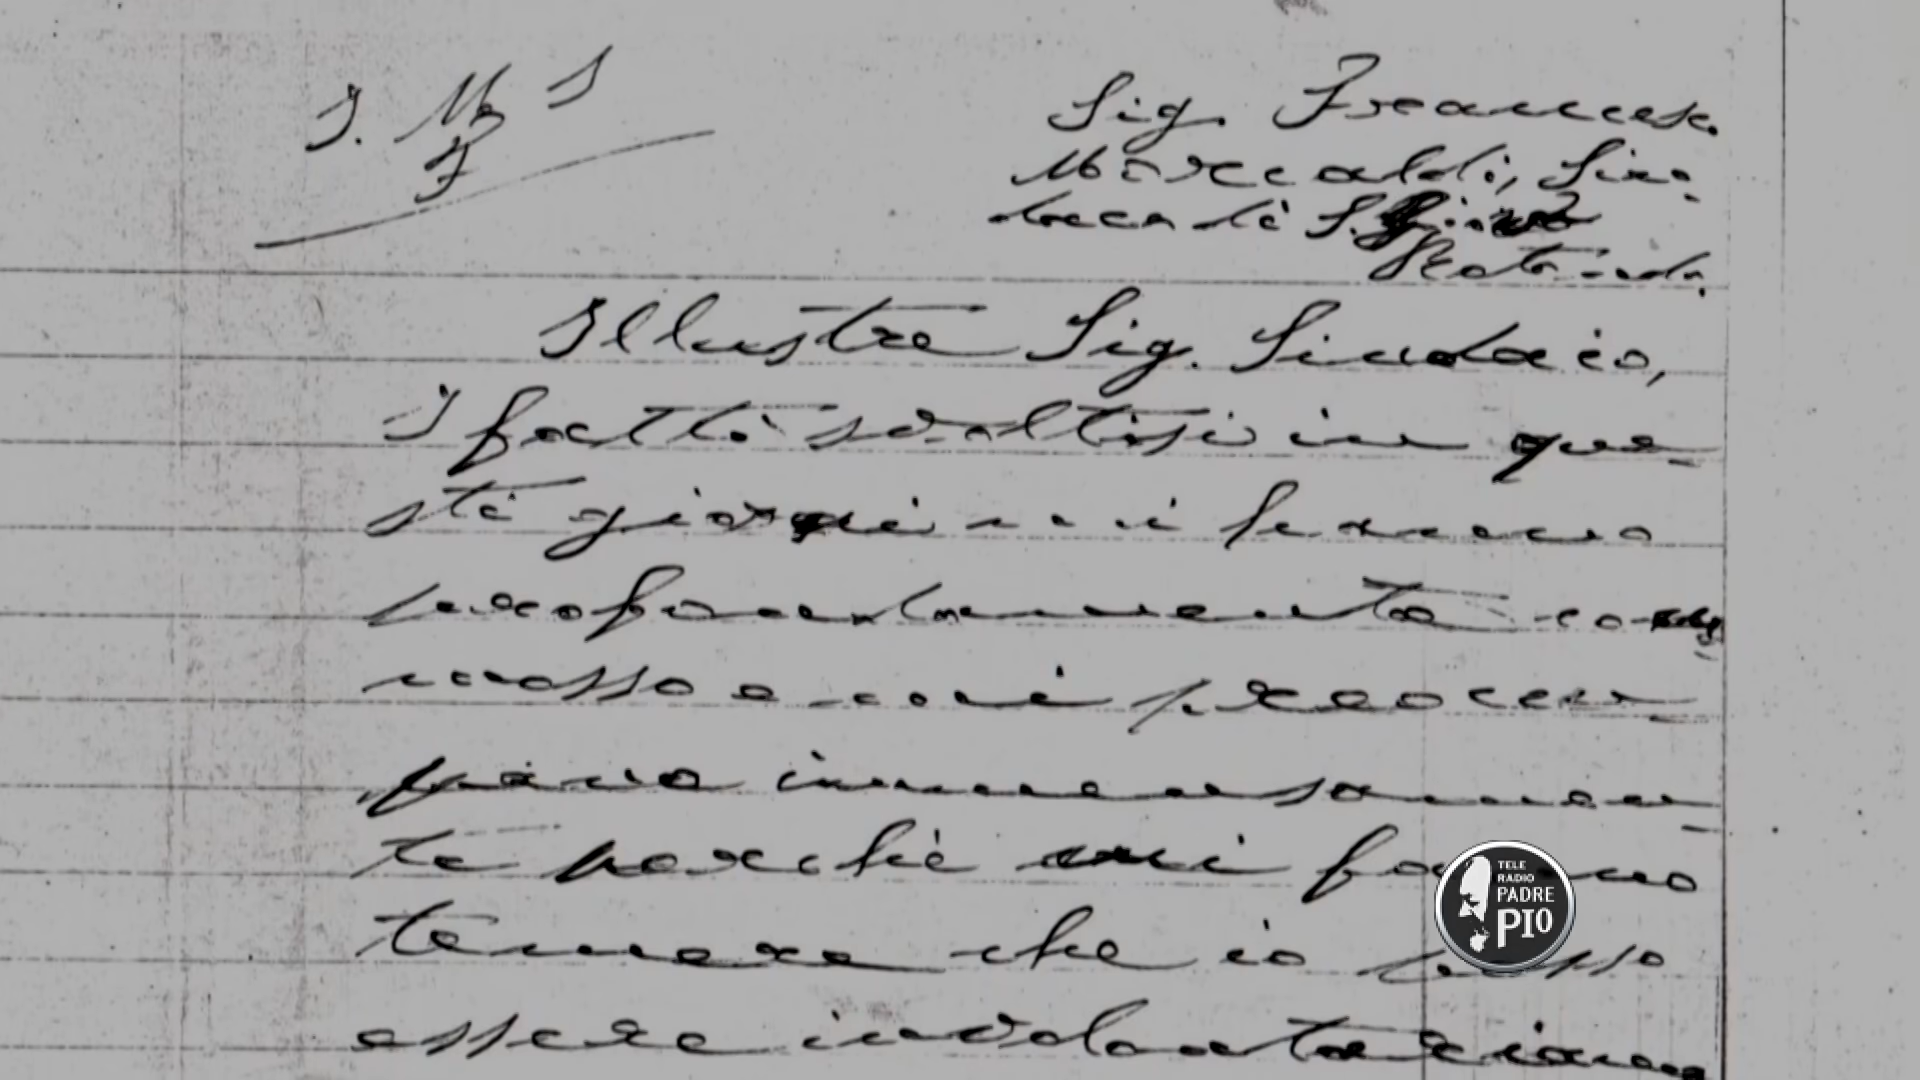 J. M. J
F
Sig. Francesco
Morcaldi, Sin-
daco di S. Giov.
Rotondo.
Illustre Sig. Sindaco,
I fatti svoltisi in que-
sti giorni mi hanno
profondamente com-
mosso e mi preoccu-
pano immensamen-
te perchè mi fanno
temere che io possa
essere involontariam
TELE
RADIO
PADRE
PIO